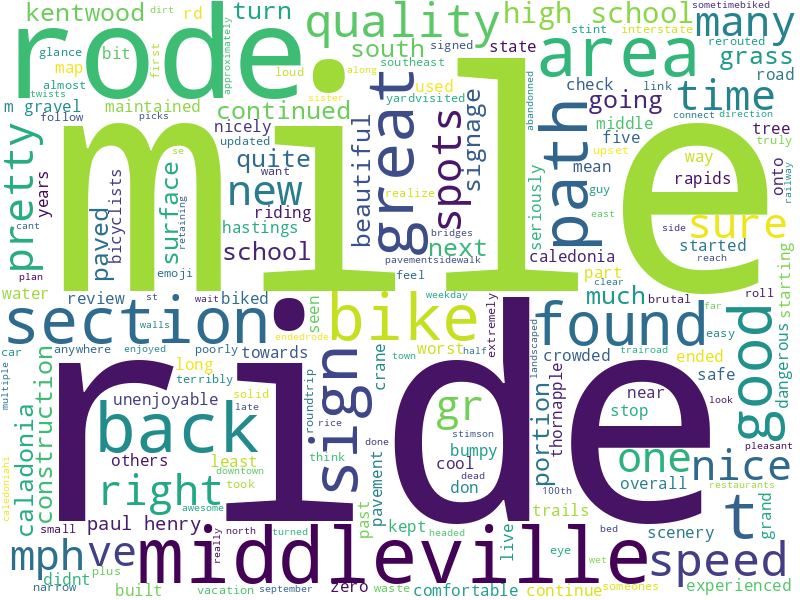 kentwood dirt rd turn
quality
high school
many
sometimebiked
rode
glance bit map first
approximately
loud
south
state
signed
stint
interstate
rerouted
area
grass
almost
twists
southeast
along
used
check
link
road
m gravel
maintained
continued
sister
great
yardvisited
spots
signage
going
time
abandonned
connect
direction
follow
picks
nicely
updated
beautiful
middle
five
tree
truly
pretty
years
bicyclists
paved
surface
se
retaining
quite
want
new
riding
hastings
mile
realize
path
seriously
mean
guy
upset
way
onto
railway
rapids
cant
plan
school
bridges
pavementsidewalk
next
caledonia
east
sure
side
started
water
emoji
feel
part
clear
reach
starting
review
st
wait
biked
seen
weekday
extremely
much
brutal
roll
far
section
bike
found
easy
walls
enjoyed
endedrode
car
anywhere
poorly
towards
town
half
worst
landscaped
crowded
trairoad
ended
look
good
dangerous
multiple
terribly
long
crane
safe
pleasant
caladonia
construction
unenjoyable
solid
late
roundtrip
sign
ride
gr
portion
near
thornapple
back
rice
stop
others
least
downtown
think
done
stimson
bumpy
cool
dead
one
nice
took
awesome
pavement
don
100th
overall
restaurants
right
trails
grand
caledoniahi
small
paul henry
north
past
turned
kept
headed
live
bed
scenery
t
mph
ve
middleville
speed
didnt
really
eye
wet
narrow
plus
built
vacation
september
zero
waste
comfortable
continue
someones
experienced